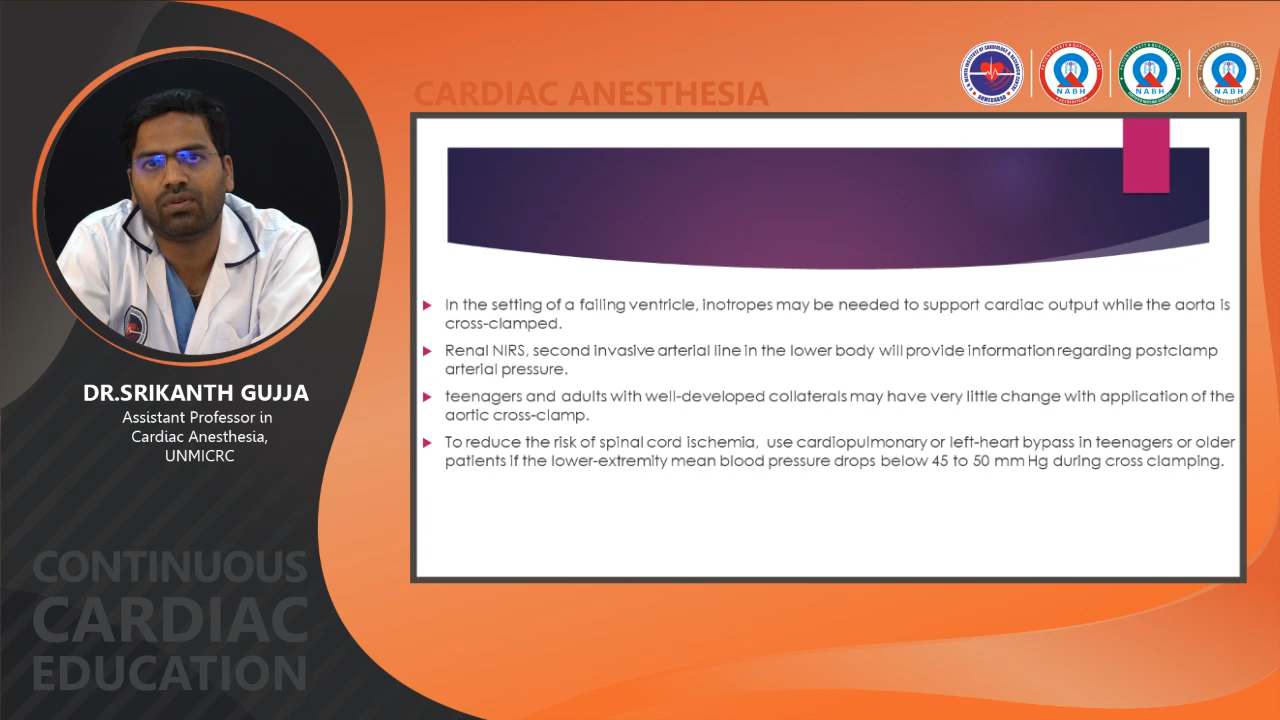 CARDIAC ANESTHESIA
NABH
NABH
NABH
In the setting of a failing ventricle, inotropes may be needed to support cardiac output while the aorta is
cross-clamped.
Renal NIRS, second invasive arterial line in the lower body will provide information regarding postclamp
arterial pressure.
teenagers and adults with well-developed collaterals may have very little change with application of the
aortic cross-clamp.
To reduce the risk of spinal cord ischemia, use cardiopulmonary or left-heart bypass in teenagers or older
patients if the lower-extremity mean blood pressure drops below 45 to 50 mm Hg during cross clamping.
DR.SRIKANTH GUJJA
Assistant Professor in
Cardiac Anesthesia,
UNMICRC
CONTINUOUS
CARDIAC
EDUCATION